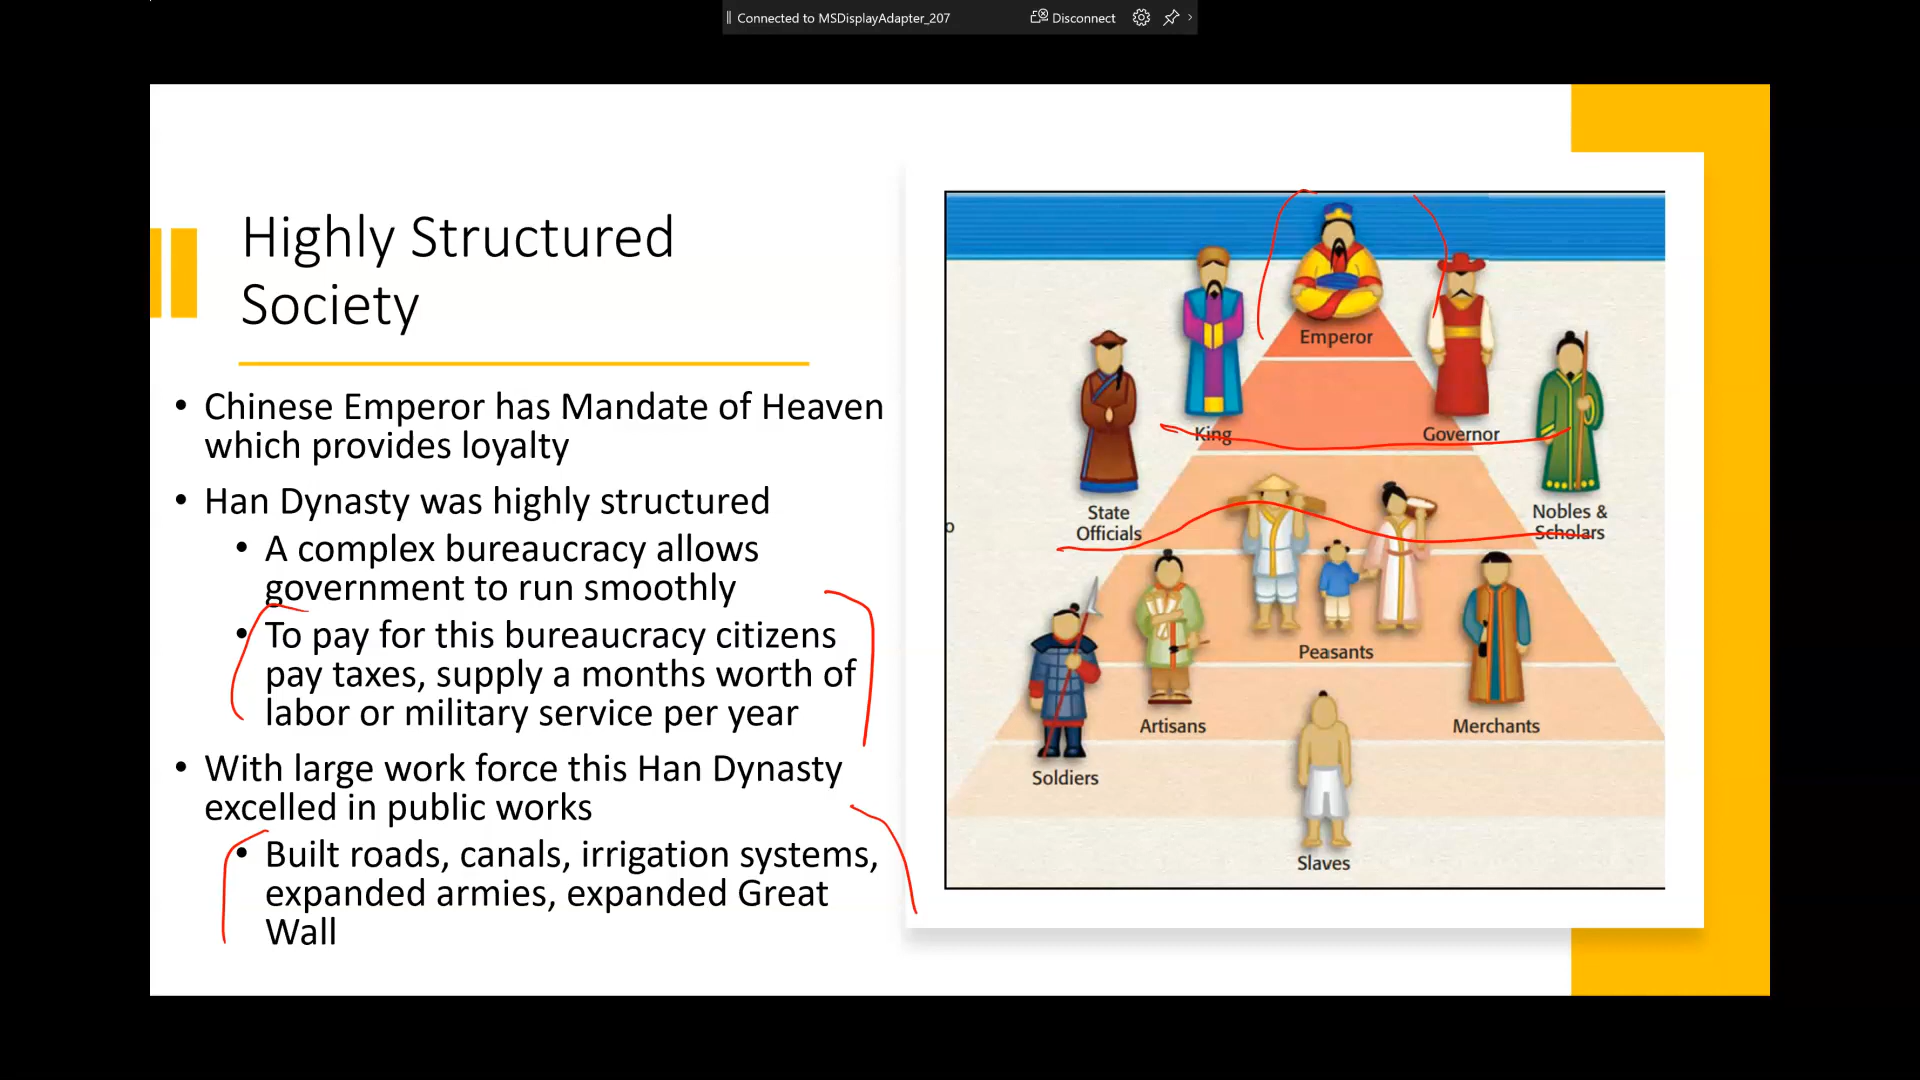 Connected to MSDisplayAdapter_207
Disconnect
Highly Structured
Society
• Chinese Emperor has Mandate of Heaven
which provides loyalty
• Han Dynasty was highly structured
• A complex bureaucracy allows
government to run smoothly
• To pay for this bureaucracy citizens
pay taxes, supply a months worth of
labor or military service per year
• With large work force this Han Dynasty
excelled in public works
• Built roads, canals, irrigation systems,
expanded armies, expanded Great
Wall
Emperor
King
Governor
State
Officials
Nobles &
Scholars
Peasants
Artisans
Merchants
Soldiers
Slaves